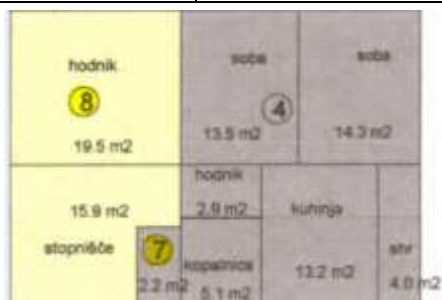 hodnik
soba
soba
8
4
19.5 m2
13.5 m2
14.3 m2
hodnik
15.9 m2
2.9 m2
kuhinja
stopnišče
7
kopalnica
shr
13.2 m2
2.2 m2
5.1 m2
4.0 m2